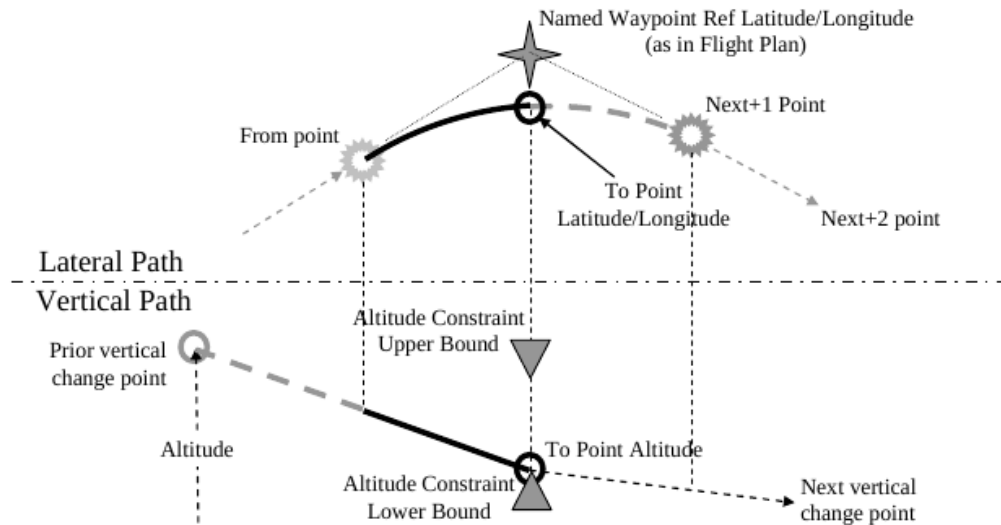 Named Waypoint Ref Latitude/Longitude
(as in Flight Plan)
Next+1 Point
From point
To Point
Latitude/Longitude
Next+2 point
Lateral Path
Vertical Path
Altitude Constraint
Upper Bound
Prior vertical
change point
Altitude
To Point Altitude
Altitude Constraint
Lower Bound
Next vertical
change point